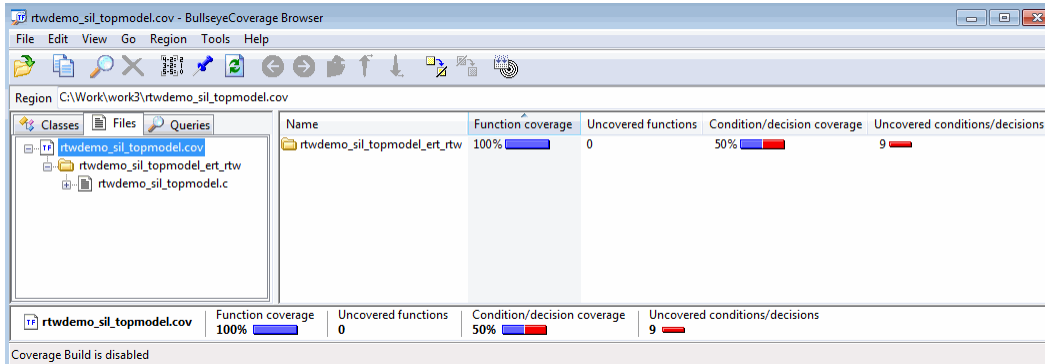 rtwdemo_sil_topmodel.cov - BullseyeCoverage Browser
File Edit View Go Region Tools Help
Region C:\Work\work3\rtwdemo_sil_topmodel.cov
Classes Files Queries
rtwdemo_sil_topmodel.cov
rtwdemo_sil_topmodel_ert_rtw
rtwdemo_sil_topmodel.c
Name Function coverage Uncovered functions Condition/decision coverage Uncovered conditions/decisions
rtwdemo_sil_topmodel_ert_rtw 100% 0 50% 9
rtwdemo_sil_topmodel.cov
Function coverage Uncovered functions Condition/decision coverage Uncovered conditions/decisions
100% 0 50% 9
Coverage Build is disabled